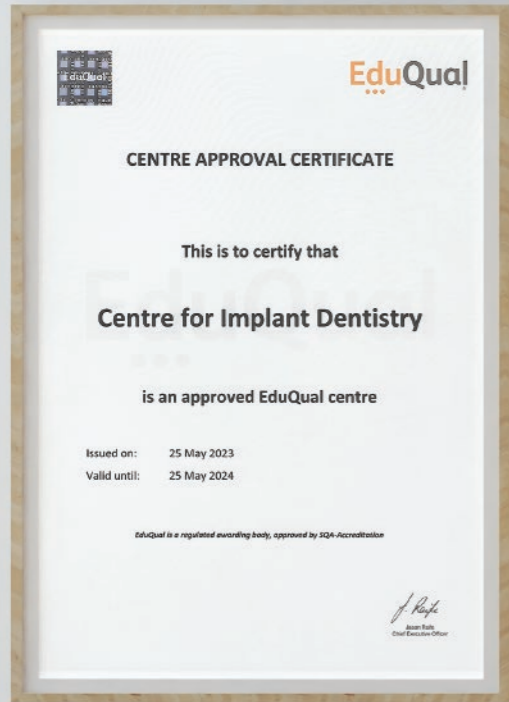 EduQual
EduQual
CENTRE APPROVAL CERTIFICATE
This is to certify that
Centre for Implant Dentistry
is an approved EduQual centre
Issued on: 25 May 2023
Valid until: 25 May 2024
EduQual is a regulated awarding body, approved by SQA-Accreditation
Chief Executive Officer